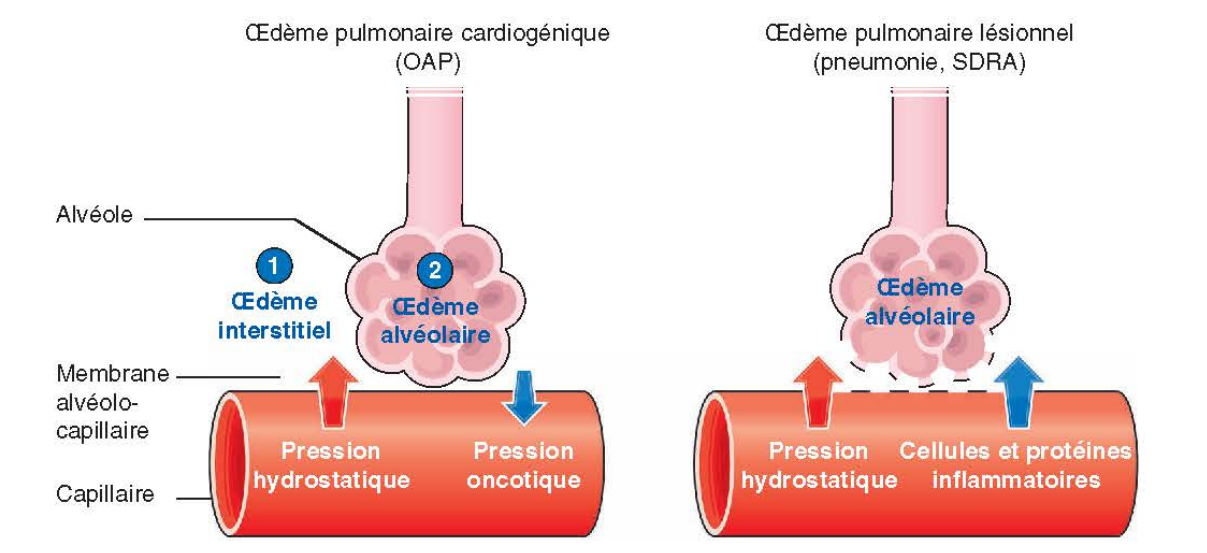 Œdème pulmonaire cardiogénique
(OAP)
Œdème pulmonaire lésionnel
(pneumonie, SDRA)
Alvéole
1
Œdème
interstitiel
2
Œdème
alvéolaire
Œdème
alvéolaire
Membrane
alvéolo-
capillaire
Pression
hydrostatique
Pression
oncotique
Pression
hydrostatique
Cellules et protéines
inflammatoires
Capillaire